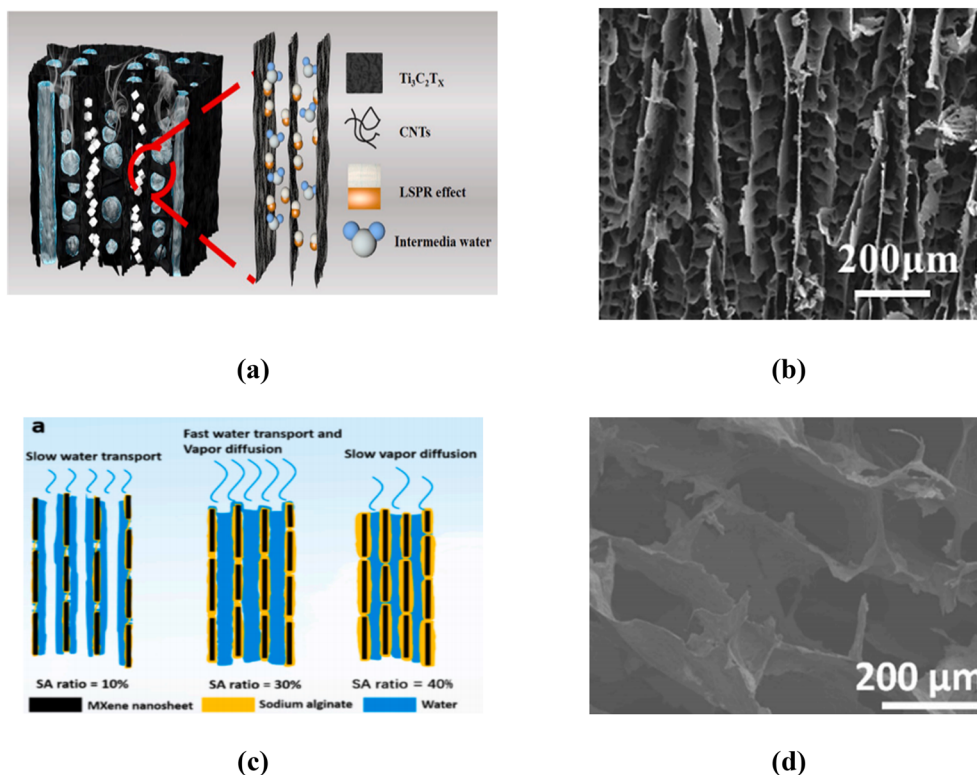 Ti₃C₂Tₓ
CNTs
LSPR effect
Intermedia water
(a)
200μm
(b)
a
Slow water transport
Fast water transport and
Vapor diffusion
Slow vapor diffusion
SA ratio = 10%
SA ratio = 30%
SA ratio = 40%
MXene nanosheet
Sodium alginate
Water
(c)
200 μm
(d)